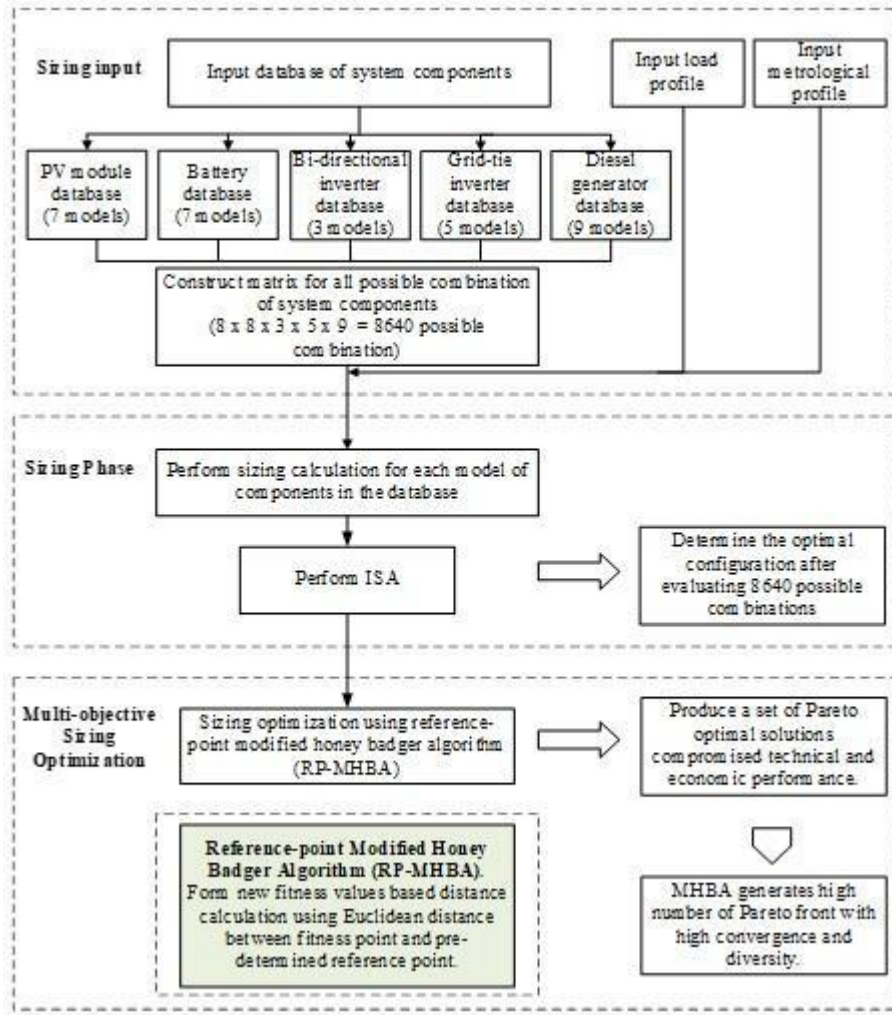 Sizing input
Input database of system components
Input load
profile
Input
metrological
profile
PV module
database
(7 models)
Battery
database
(7 models)
Bi-directional
inverter
database
(3 models)
Grid-tie
inverter
database
(5 models)
Diesel
generator
database
(9 models)
Construct matrix for all possible combination
of system components
(8 x 8 x 3 x 5 x 9 = 8640 possible
combination)
Sizing Phase
Perform sizing calculation for each model of
components in the database
Perform ISA
Determine the optimal
configuration after
evaluating 8640 possible
combinations
Multi-objective
Sizing
Optimization
Sizing optimization using reference-
point modified honey badger algorithm
(RP-MHBA)
Produce a set of Pareto
optimal solutions
compromised technical and
economic performance.
Reference-point Modified Honey
Badger Algorithm (RP-MHBA).
Form new fitness values based distance
calculation using Euclidean distance
between fitness point and pre-
determined reference point.
MHBA generates high
number of Pareto front with
high convergence and
diversity.